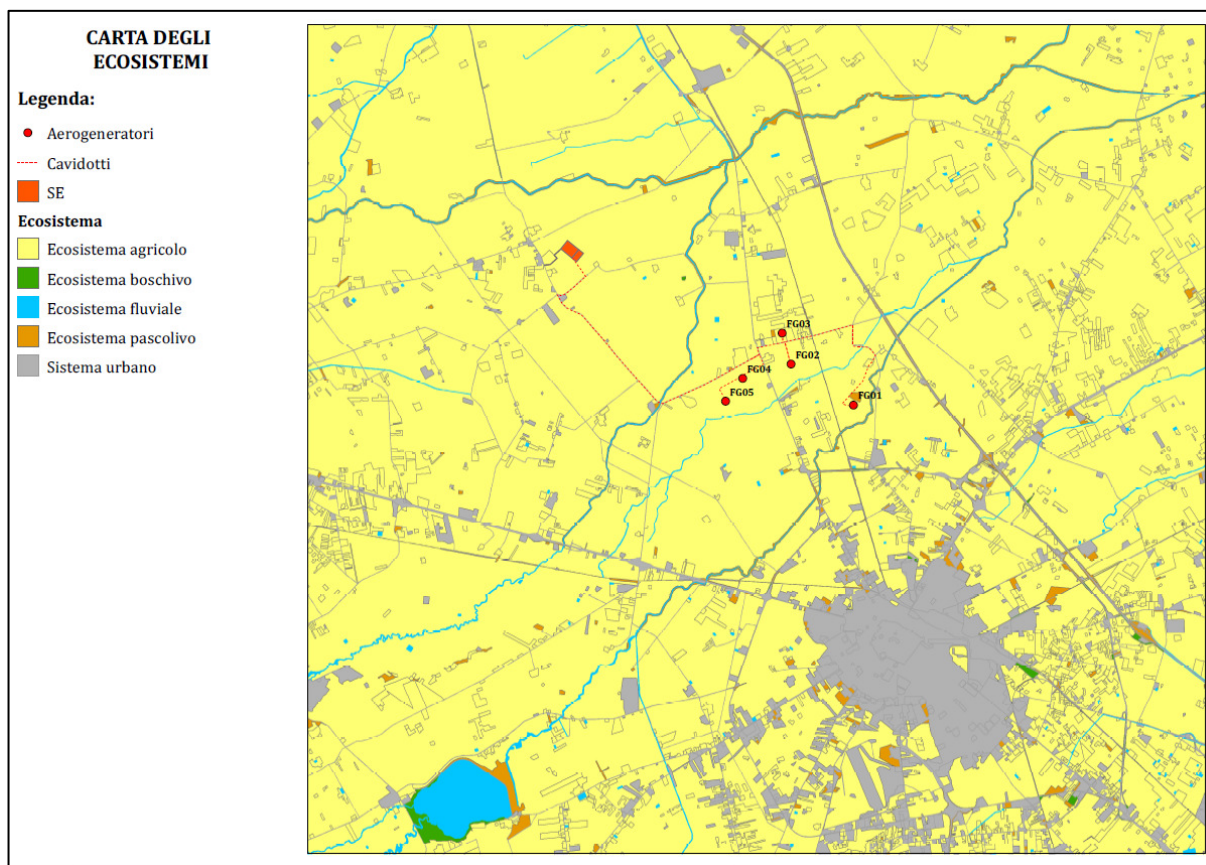 CARTA DEGLI
ECOSISTEMI
Legenda:
Aerogeneratori
Cavidotti
SE
Ecosistema
Ecosistema agricolo
Ecosistema boschivo
Ecosistema fluviale
Ecosistema pascolivo
Sistema urbano
FG03
FG02
FG04
FG05
FG01